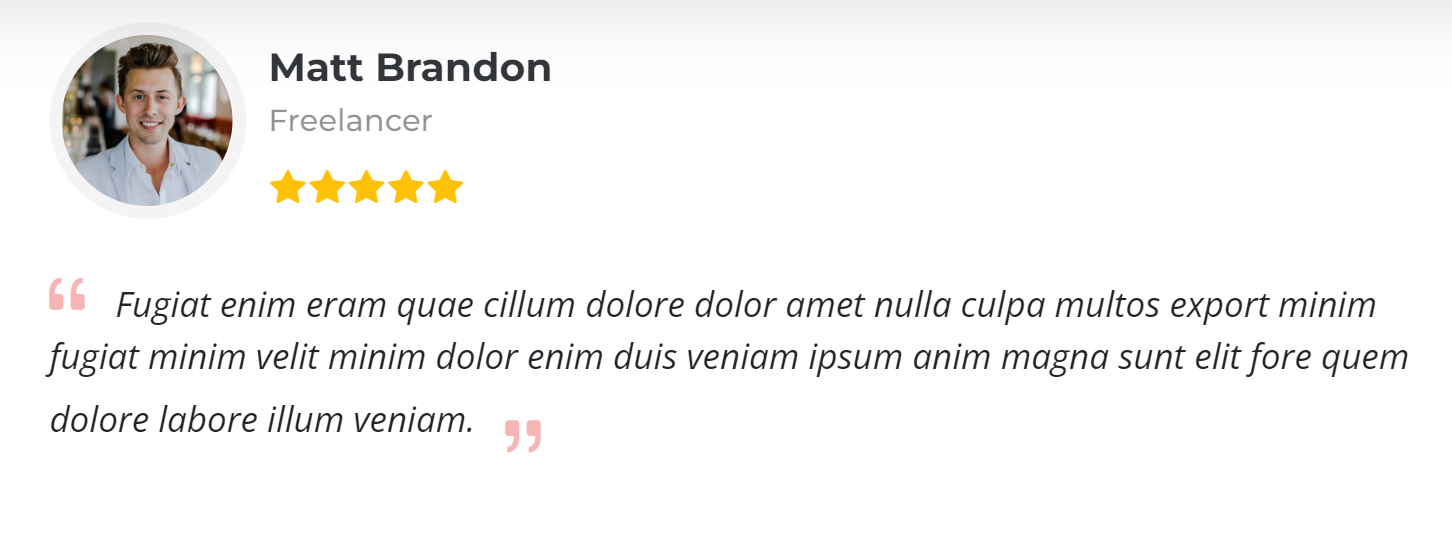 Matt Brandon
Freelancer
“ Fugiat enim eram quae cillum dolore dolor amet nulla culpa multos export minim
fugiat minim velit minim dolor enim duis veniam ipsum anim magna sunt elit fore quem
dolore labore illum veniam. ”